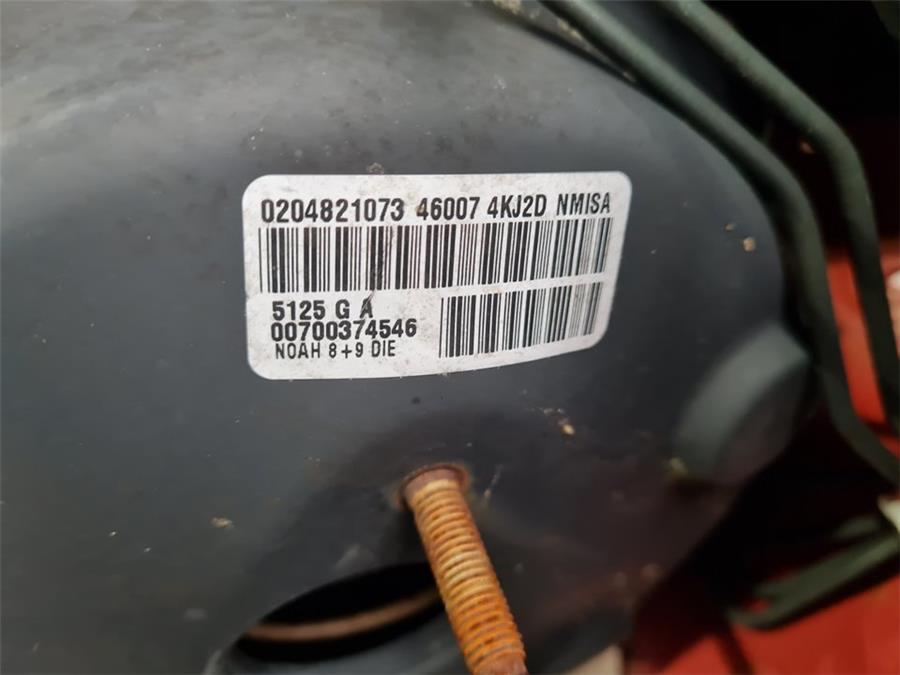 0204821073 46007 4KJ2D NMISA
5125 G A
00700374546
NOAH 8+9 DIE